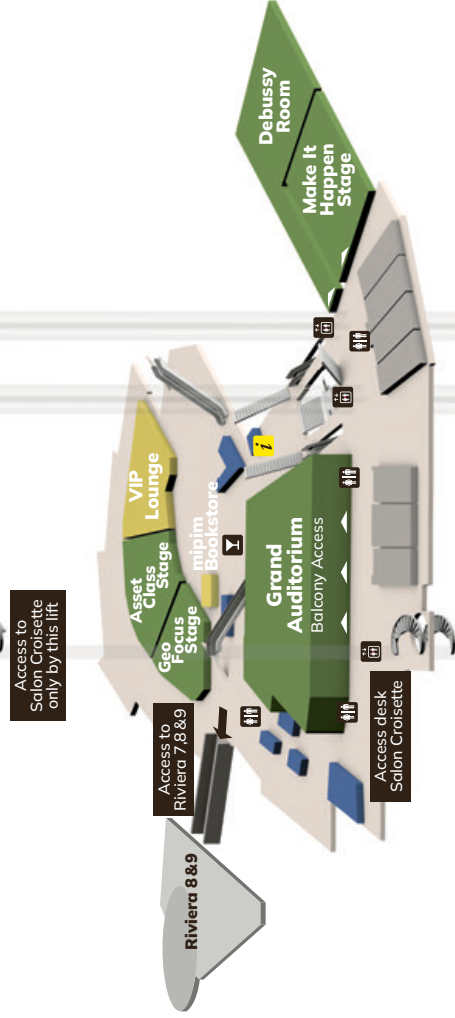 Debussy
Room
Make It
Happen
Stage
VIP
Lounge
Asset
Class
Stage
Geo
Focus
Stage
mipim
Bookstore
i
Grand
Auditorium
Balcony Access
Access to
Salon Croisette
only by this lift
Access to
Riviera 7,8&9
Access desk
Salon Croisette
Riviera 8&9